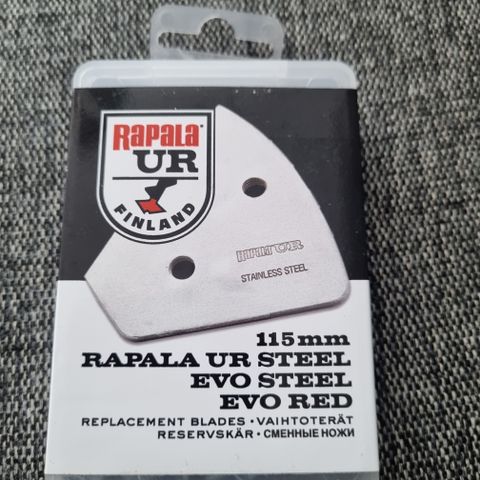 RAPALA
UR
FINLAND
STAINLESS STEEL
115mm
RAPALA UR STEEL
EVO STEEL
EVO RED
REPLACEMENT BLADES • VAIHTOTERÄT
RESERVSKÄR • СМЕННЫЕ НОЖИ